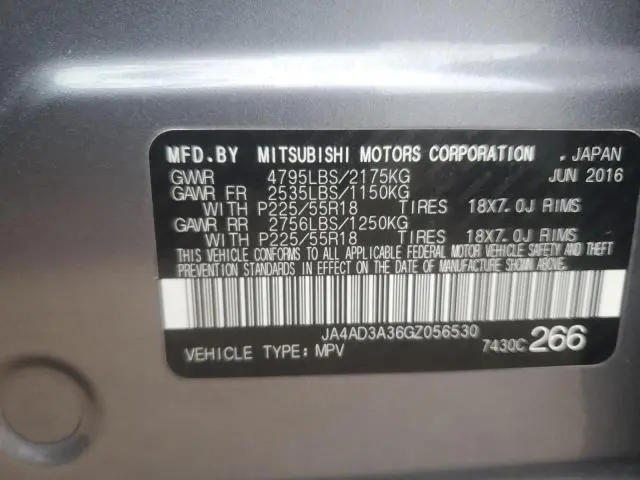 MFD.BY MITSUBISHI MOTORS CORPORATION . JAPAN
GVWR 4795LBS/2175KG JUN 2016
GAWR FR 2535LBS/1150KG
WITH P225/55R18 TIRES 18X7.0J RIMS
GAWR RR 2756LBS/1250KG
WITH P225/55R18 TIRES 18X7.0J RIMS
THIS VEHICLE CONFORMS TO ALL APPLICABLE FEDERAL MOTOR VEHICLE SAFETY AND THEFT
PREVENTION STANDARDS IN EFFECT ON THE DATE OF MANUFACTURE SHOWN ABOVE.
JA4AD3A36GZ056530
VEHICLE TYPE:MPV 7430C 266